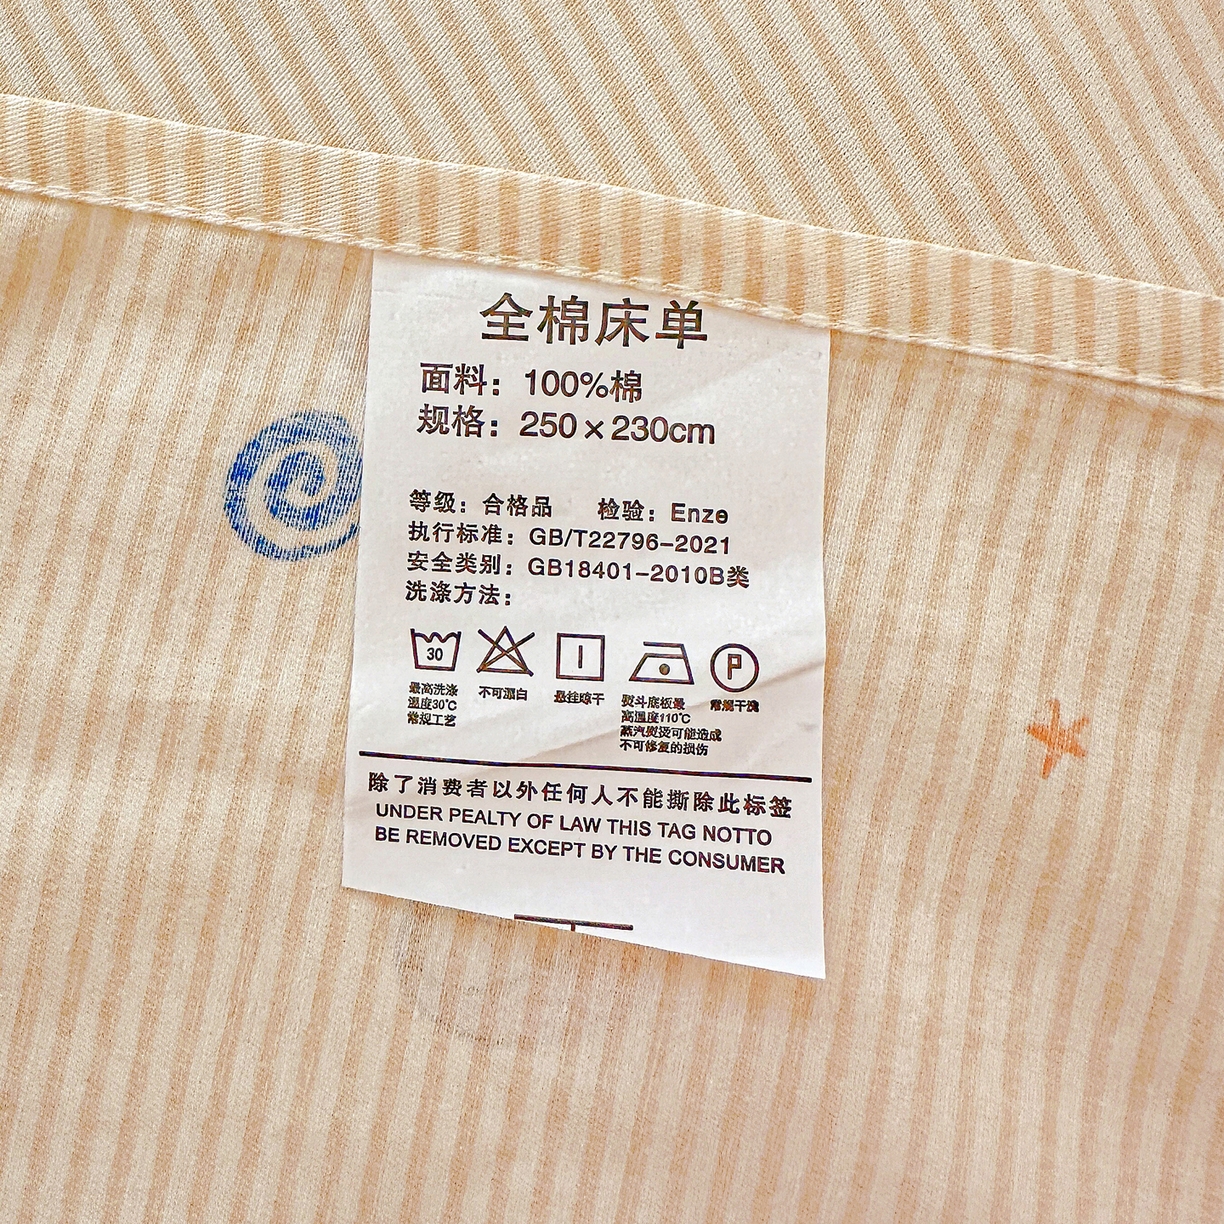 全棉床单
面料：100%棉
规格：250×230cm
等级：合格品 检验：Enze
执行标准：GB/T22796-2021
安全类别：GB18401-2010B类
洗涤方法：
30
P
最高洗涤
温度30℃
常规工艺
不可漂白
悬挂晾干
熨斗底板最
高温度110℃
蒸汽熨烫可能造成
不可修复的损伤
常规干洗
除了消费者以外任何人不能撕除此标签
UNDER PEALTY OF LAW THIS TAG NOTTO
BE REMOVED EXCEPT BY THE CONSUMER